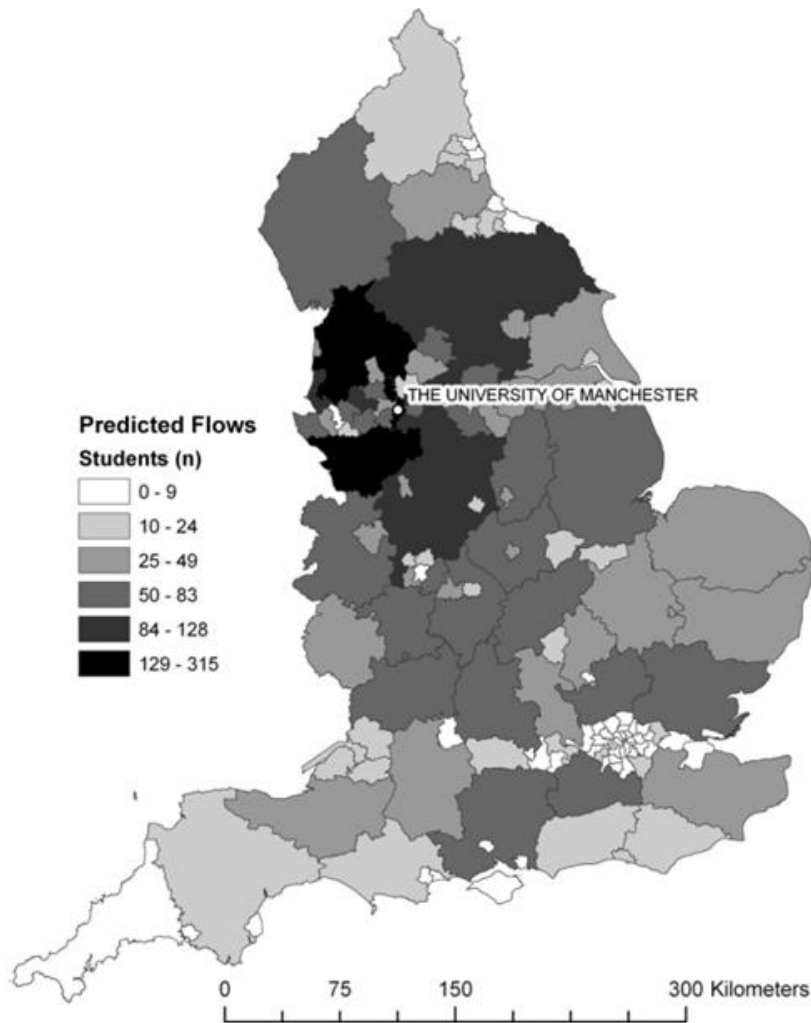 THE UNIVERSITY OF MANCHESTER
Predicted Flows
Students (n)
0 - 9
10 - 24
25 - 49
50 - 83
84 - 128
129 - 315
0 75 150 300 Kilometers